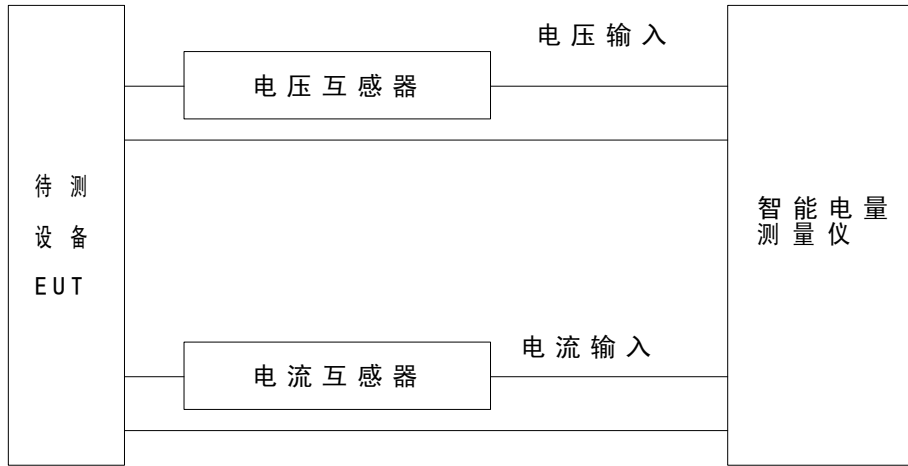 电压输入
电压互感器
待测
设备
EUT
智能电量
测量仪
电流输入
电流互感器